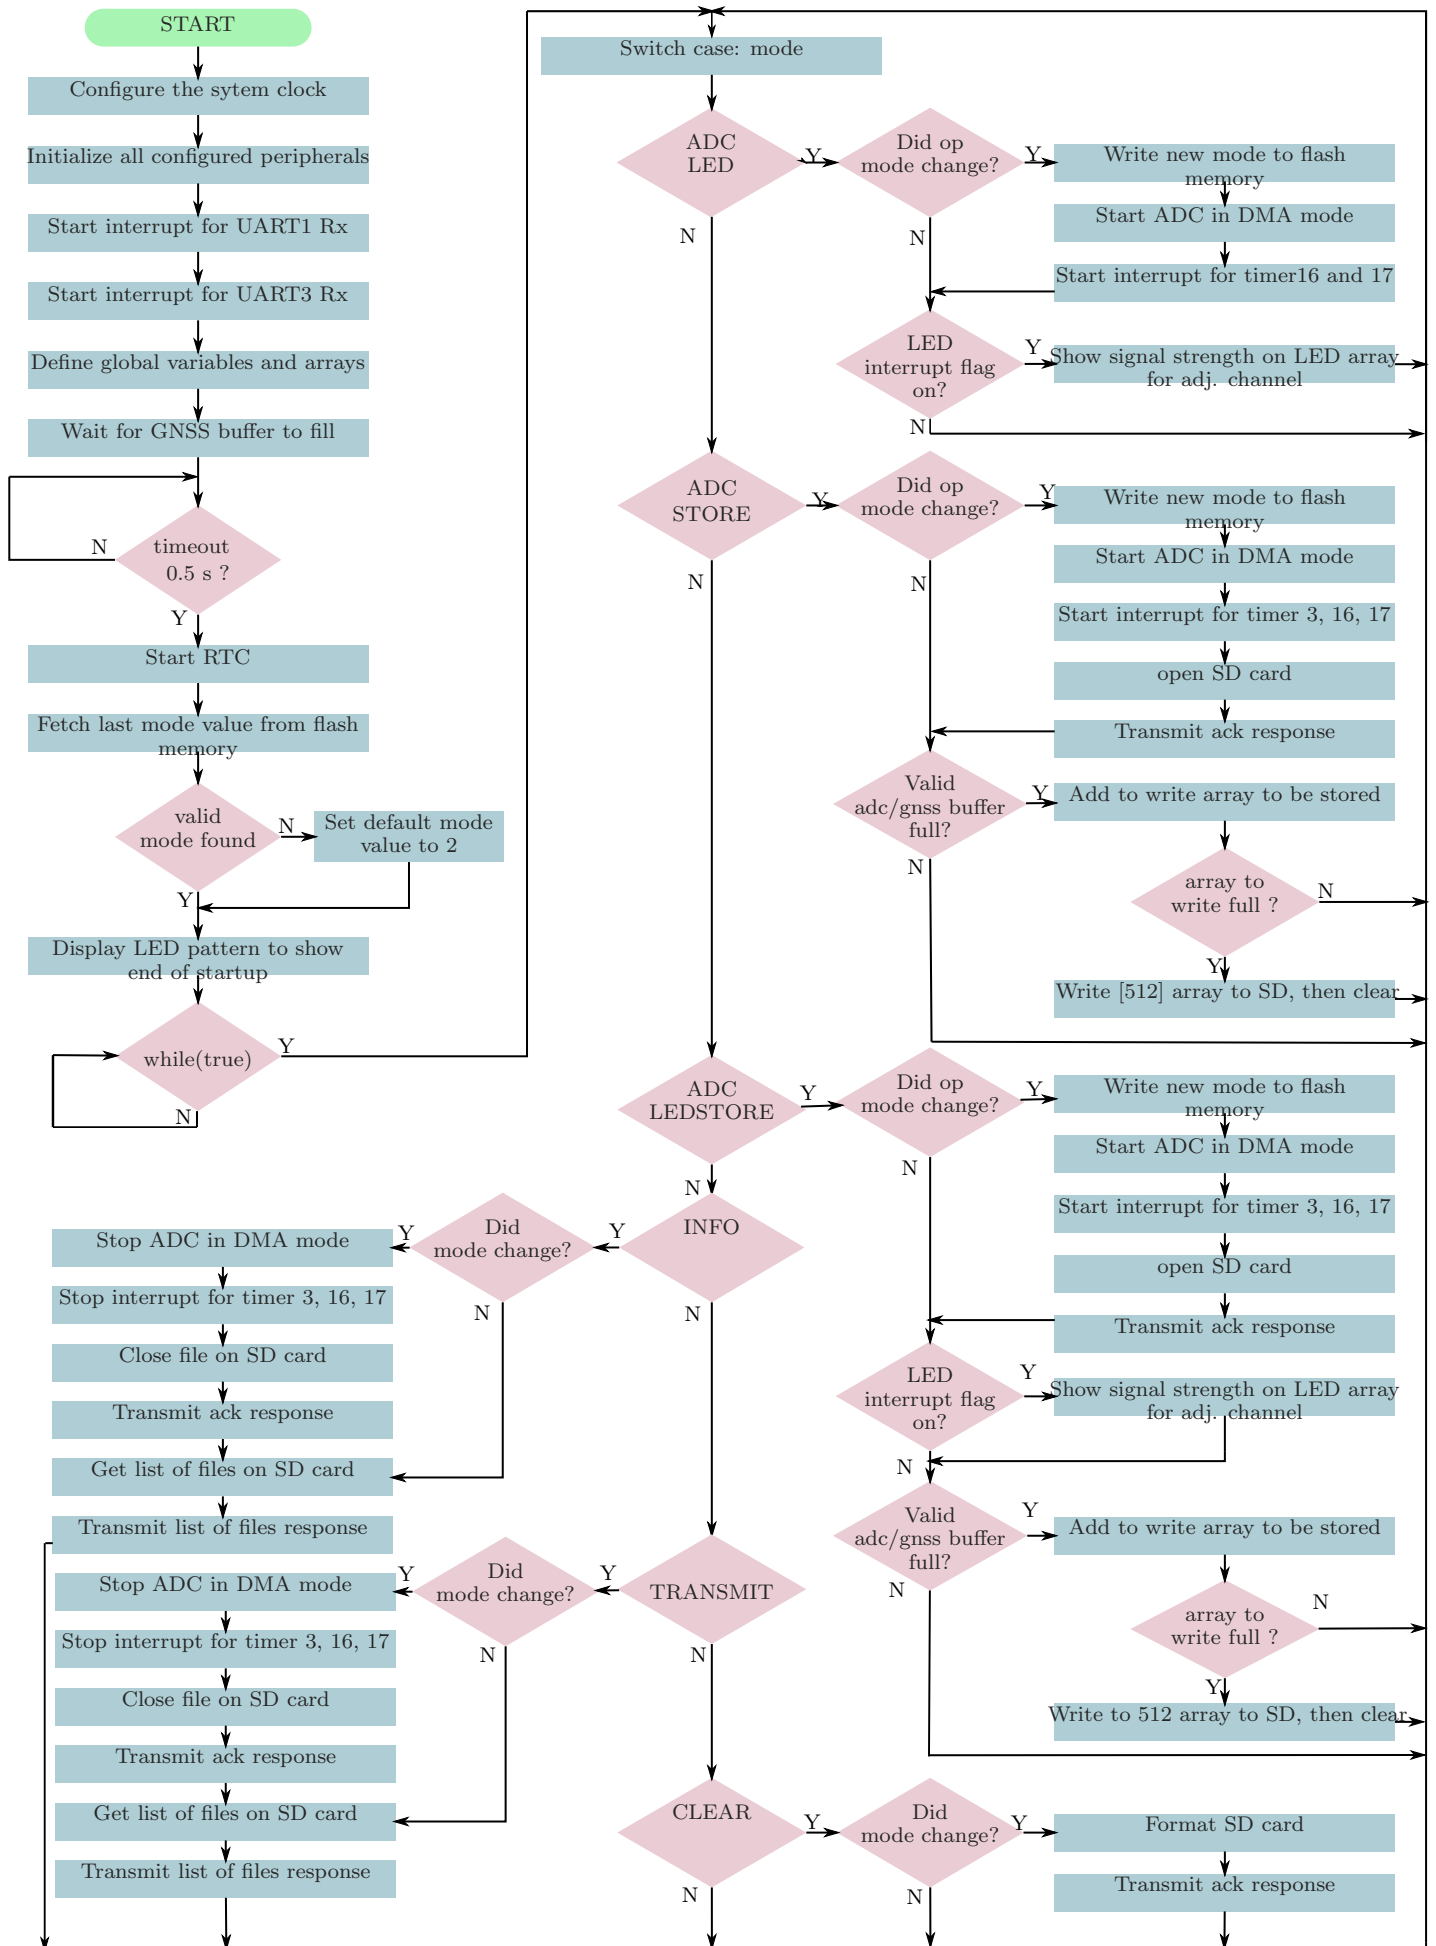 START
Configure the sytem clock
Initialize all configured peripherals
Start interrupt for UART1 Rx
Start interrupt for UART3 Rx
Define global variables and arrays
Wait for GNSS buffer to fill
timeout
0.5 s ?
N
Y
Start RTC
Fetch last mode value from flash
memory
valid
mode found
N
Set default mode
value to 2
Y
Display LED pattern to show
end of startup
while(true)
Y
N
Switch case: mode
ADC
LED
Y
N
Did op
mode change?
Y
N
Write new mode to flash
memory
Start ADC in DMA mode
Start interrupt for timer16 and 17
LED
interrupt flag
on?
Y
N
Show signal strength on LED array
for adj. channel
ADC
STORE
Y
N
Did op
mode change?
Y
N
Write new mode to flash
memory
Start ADC in DMA mode
Start interrupt for timer 3, 16, 17
open SD card
Transmit ack response
Valid
adc/gnss buffer
full?
Y
N
Add to write array to be stored
array to
write full ?
N
Y
Write [512] array to SD, then clear
ADC
LEDSTORE
Y
N
Did op
mode change?
Y
N
Write new mode to flash
memory
Start ADC in DMA mode
Start interrupt for timer 3, 16, 17
open SD card
Transmit ack response
LED
interrupt flag
on?
Y
N
Show signal strength on LED array
for adj. channel
Valid
adc/gnss buffer
full?
Y
N
Add to write array to be stored
array to
write full ?
N
Y
Write to 512 array to SD, then clear
INFO
Y
N
Did
mode change?
Y
N
Stop ADC in DMA mode
Stop interrupt for timer 3, 16, 17
Close file on SD card
Transmit ack response
Get list of files on SD card
Transmit list of files response
TRANSMIT
Y
N
Did
mode change?
Y
N
Stop ADC in DMA mode
Stop interrupt for timer 3, 16, 17
Close file on SD card
Transmit ack response
Get list of files on SD card
Transmit list of files response
CLEAR
Y
N
Did
mode change?
Y
N
Format SD card
Transmit ack response